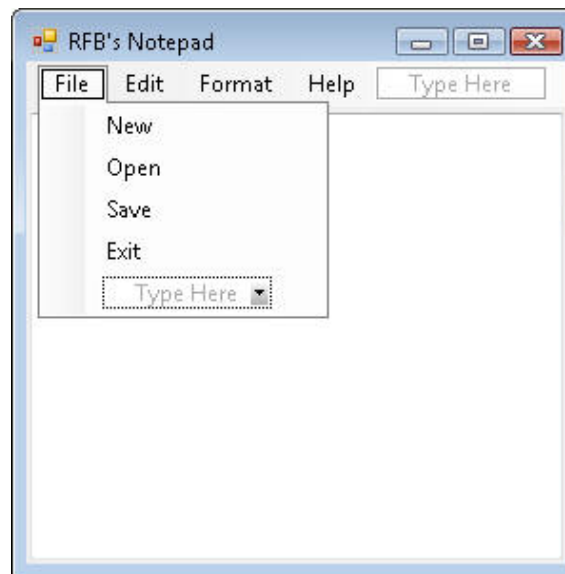 RFB's Notepad
File Edit Format Help Type Here
New
Open
Save
Exit
Type Here